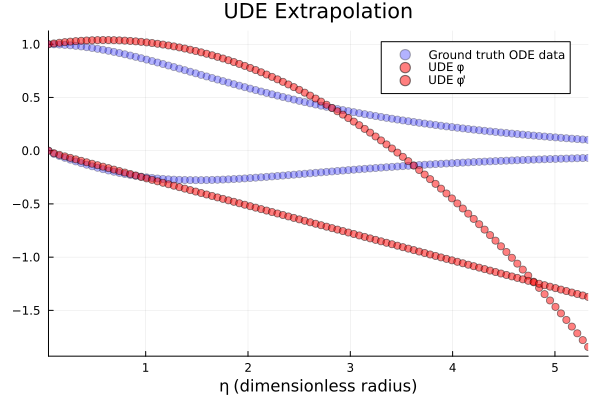 UDE Extrapolation
1.0
0.5
0.0
−0.5
−1.0
−1.5
Ground truth ODE data
UDE φ
UDE φ'
1 2 3 4 5
η (dimensionless radius)